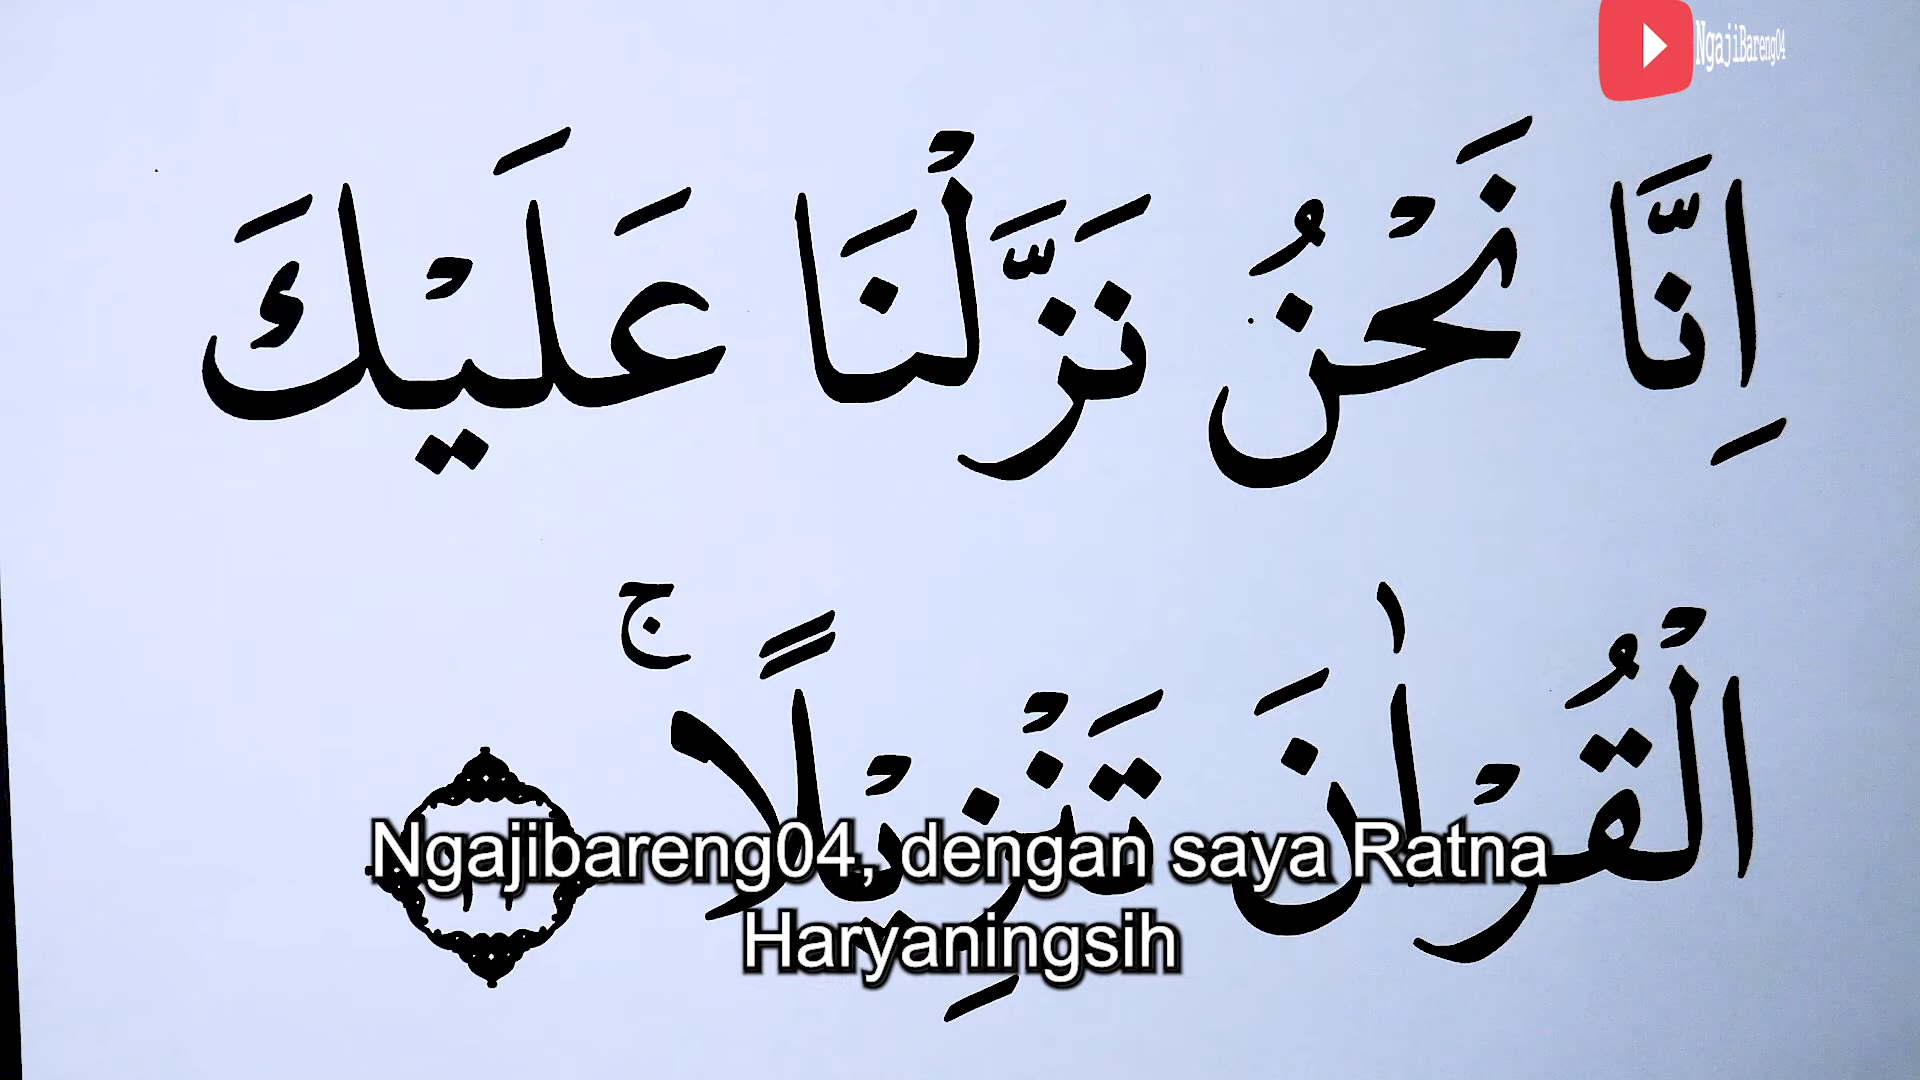 NgajiBareng04
اِنَّا نَحْنُ نَزَّلْنَا عَلَيْكَ
الْقُرْاٰنَ تَنْزِيْلًا ۚ
Ngajibareng04, dengan saya Ratna
Haryaningsih